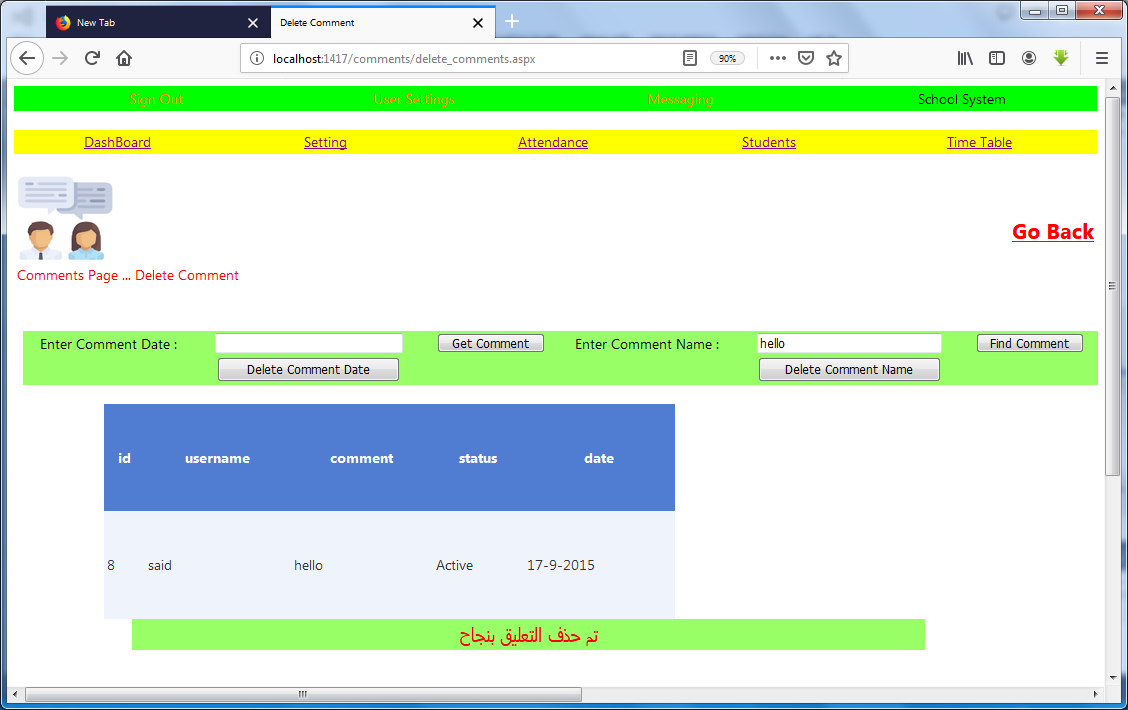 New Tab
Delete Comment
localhost:1417/comments/delete_comments.aspx
90%
Sign Out User Settings Messaging School System
DashBoard Setting Attendance Students Time Table
Go Back
Comments Page ... Delete Comment
Enter Comment Date : Get Comment Enter Comment Name : hello Find Comment
Delete Comment Date Delete Comment Name
id username comment status date
8 said hello Active 17-9-2015
تم حذف التعليق بنجاح